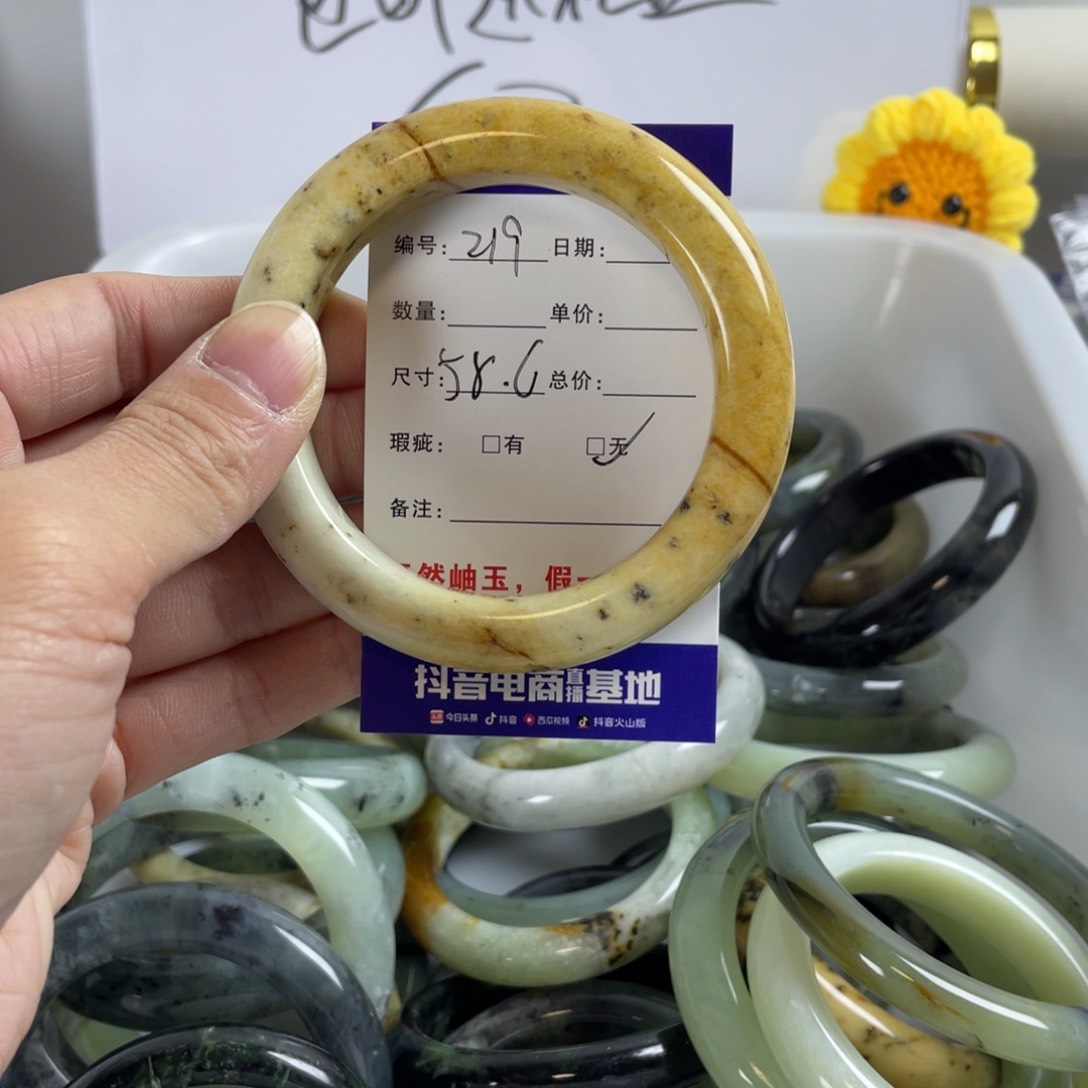 编号: 219 日期:
数量: 单价:
尺寸: 58.6 总价:
瑕疵: □有 □无✓
备注:
然岫玉，假一
抖音电商直播基地
今日头条 抖音 西瓜视频 抖音火山版